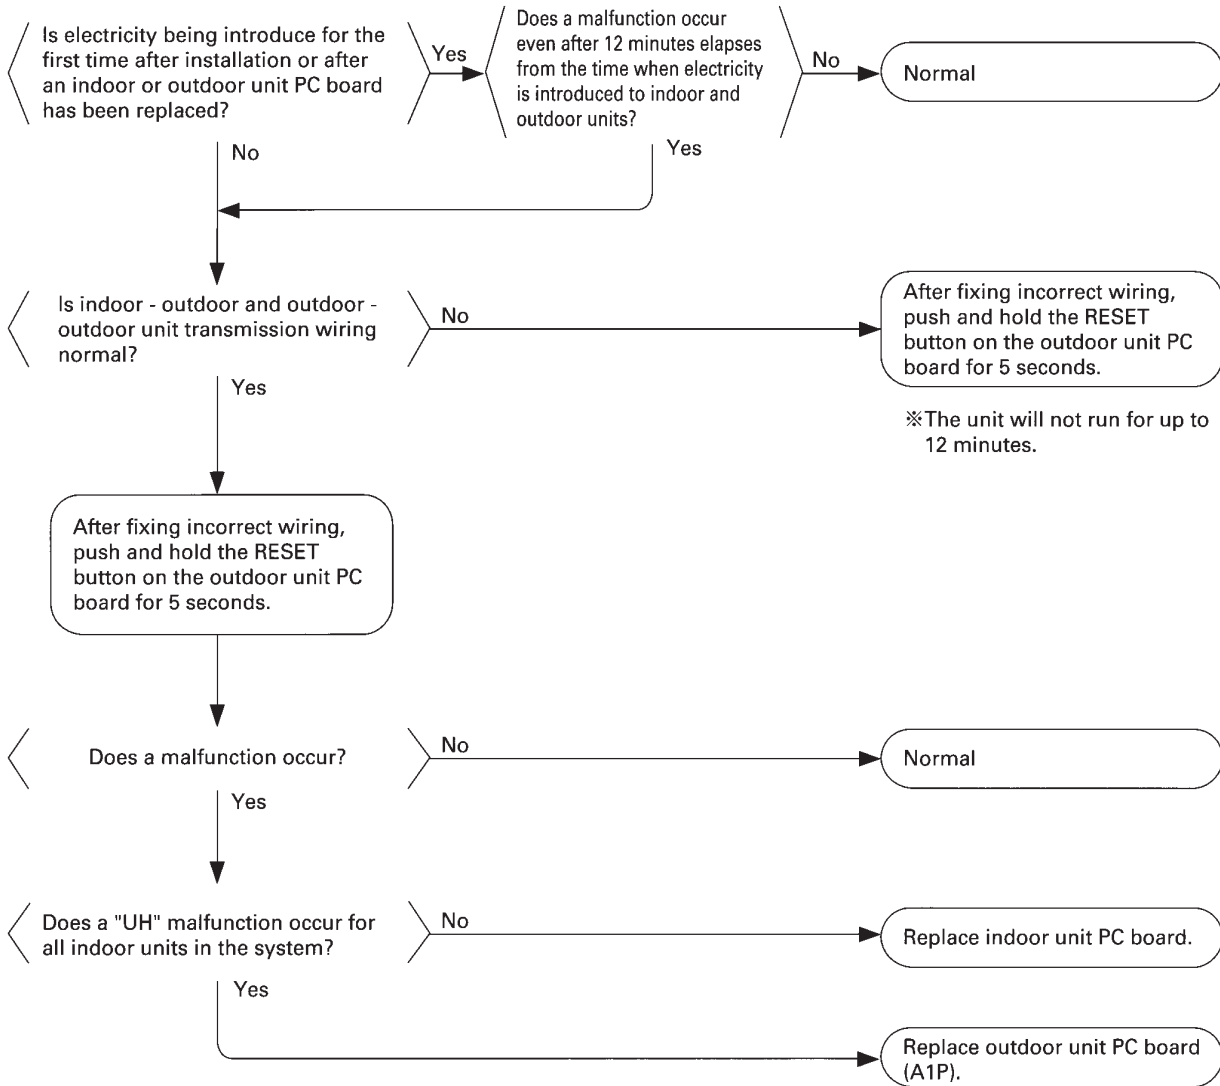 Is electricity being introduce for the
first time after installation or after
an indoor or outdoor unit PC board
has been replaced?
Yes
Does a malfunction occur
even after 12 minutes elapses
from the time when electricity
is introduced to indoor and
outdoor units?
No
Normal
No
Yes
Is indoor - outdoor and outdoor -
outdoor unit transmission wiring
normal?
No
After fixing incorrect wiring,
push and hold the RESET
button on the outdoor unit PC
board for 5 seconds.
※The unit will not run for up to
12 minutes.
Yes
After fixing incorrect wiring,
push and hold the RESET
button on the outdoor unit PC
board for 5 seconds.
Does a malfunction occur?
No
Normal
Yes
Does a "UH" malfunction occur for
all indoor units in the system?
No
Replace indoor unit PC board.
Yes
Replace outdoor unit PC board
(A1P).